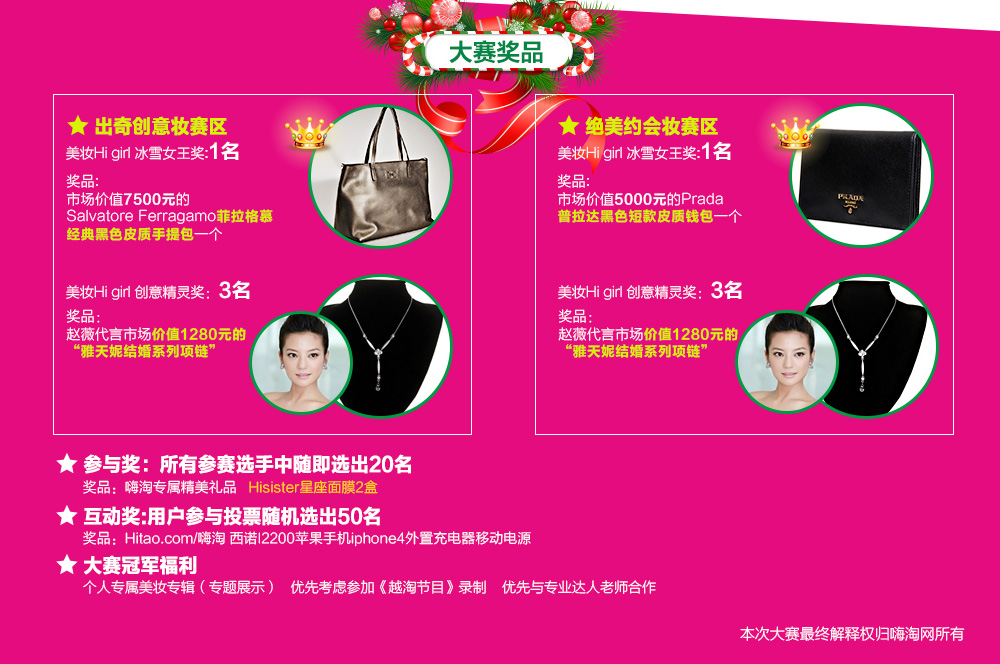 大赛奖品
出奇创意妆赛区
美妆Hi girl 冰雪女王奖:1名
奖品:
市场价值7500元的
Salvatore Ferragamo菲拉格慕
经典黑色皮质手提包一个
美妆Hi girl 创意精灵奖：3名
奖品：
赵薇代言市场价值1280元的
“雅天妮结婚系列项链”
绝美约会妆赛区
美妆Hi girl 冰雪女王奖:1名
奖品:
市场价值5000元的Prada
普拉达黑色短款皮质钱包一个
PRADA
美妆Hi girl 创意精灵奖：3名
奖品：
赵薇代言市场价值1280元的
“雅天妮结婚系列项链”
参与奖：所有参赛选手中随即选出20名
奖品：嗨淘专属精美礼品 Hisister星座面膜2盒
互动奖:用户参与投票随机选出50名
奖品：Hitao.com/嗨淘 西诺I2200苹果手机iphone4外置充电器移动电源
大赛冠军福利
个人专属美妆专辑（专题展示） 优先考虑参加《越淘节目》录制 优先与专业达人老师合作
本次大赛最终解释权归嗨淘网所有